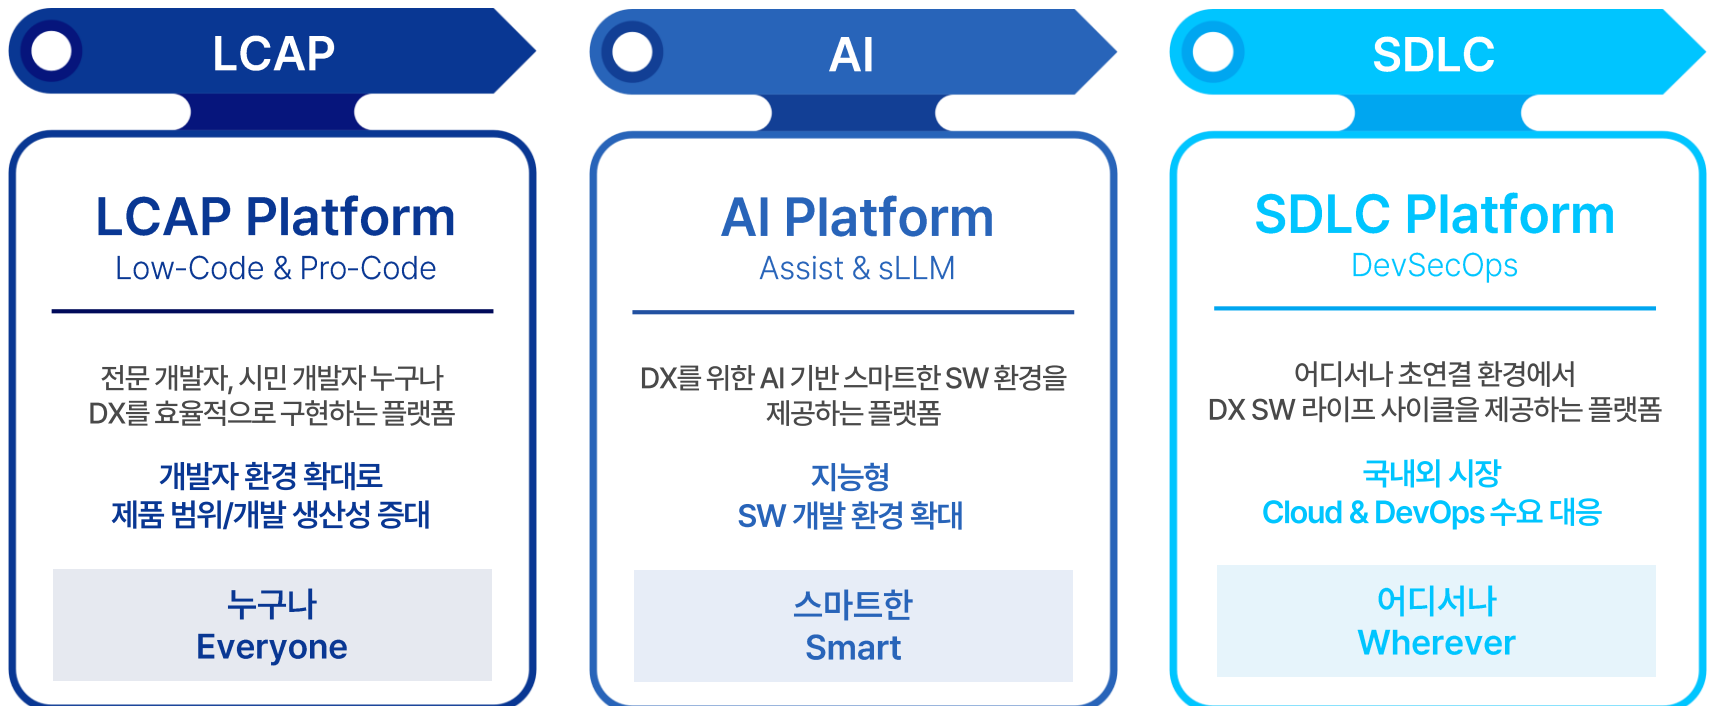 LCAP
LCAP Platform
Low-Code & Pro-Code
전문 개발자, 시민 개발자 누구나
DX를 효율적으로 구현하는 플랫폼
개발자 환경 확대로
제품 범위/개발 생산성 증대
누구나
Everyone
AI
AI Platform
Assist & sLLM
DX를 위한 AI 기반 스마트한 SW 환경을
제공하는 플랫폼
지능형
SW 개발 환경 확대
스마트한
Smart
SDLC
SDLC Platform
DevSecOps
어디서나 초연결 환경에서
DX SW 라이프 사이클을 제공하는 플랫폼
국내외 시장
Cloud & DevOps 수요 대응
어디서나
Wherever